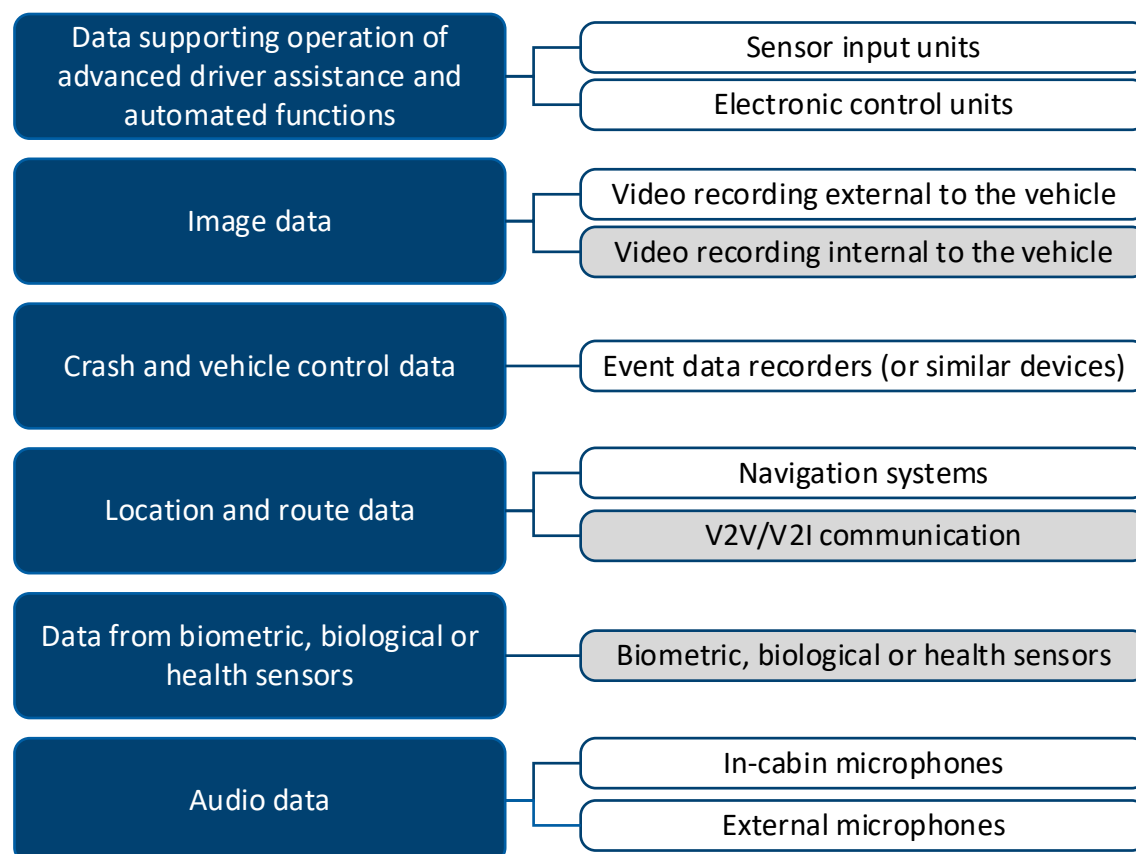 Data supporting operation of
advanced driver assistance and
automated functions
Sensor input units
Electronic control units
Image data
Video recording external to the vehicle
Video recording internal to the vehicle
Crash and vehicle control data
Event data recorders (or similar devices)
Location and route data
Navigation systems
V2V/V2I communication
Data from biometric, biological or
health sensors
Biometric, biological or health sensors
Audio data
In-cabin microphones
External microphones